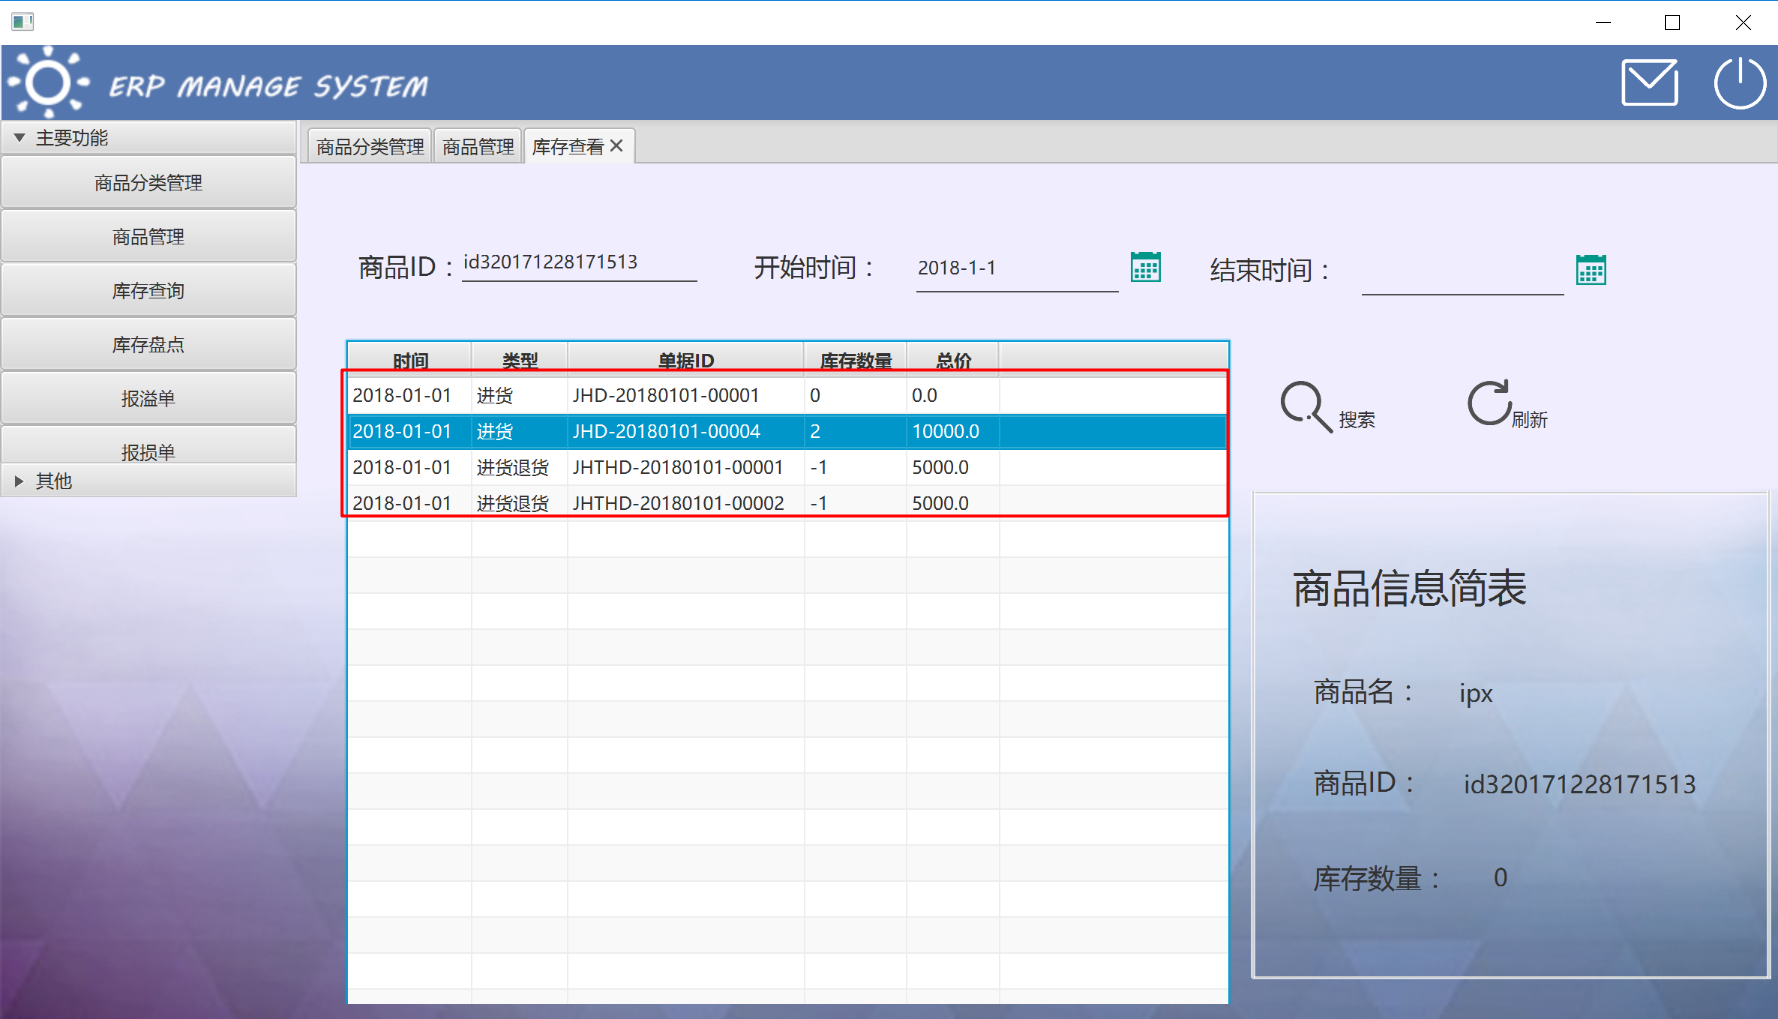 ERP MANAGE SYSTEM
主要功能
商品分类管理
商品管理
库存查询
库存盘点
报溢单
报损单
其他
商品分类管理 商品管理 库存查看
商品ID： id320171228171513 开始时间： 2018-1-1 结束时间：
时间 类型 单据ID 库存数量 总价
2018-01-01 进货 JHD-20180101-00001 0 0.0
2018-01-01 进货 JHD-20180101-00004 2 10000.0
2018-01-01 进货退货 JHTHD-20180101-00001 -1 5000.0
2018-01-01 进货退货 JHTHD-20180101-00002 -1 5000.0
搜索 刷新
商品信息简表
商品名： ipx
商品ID： id320171228171513
库存数量： 0